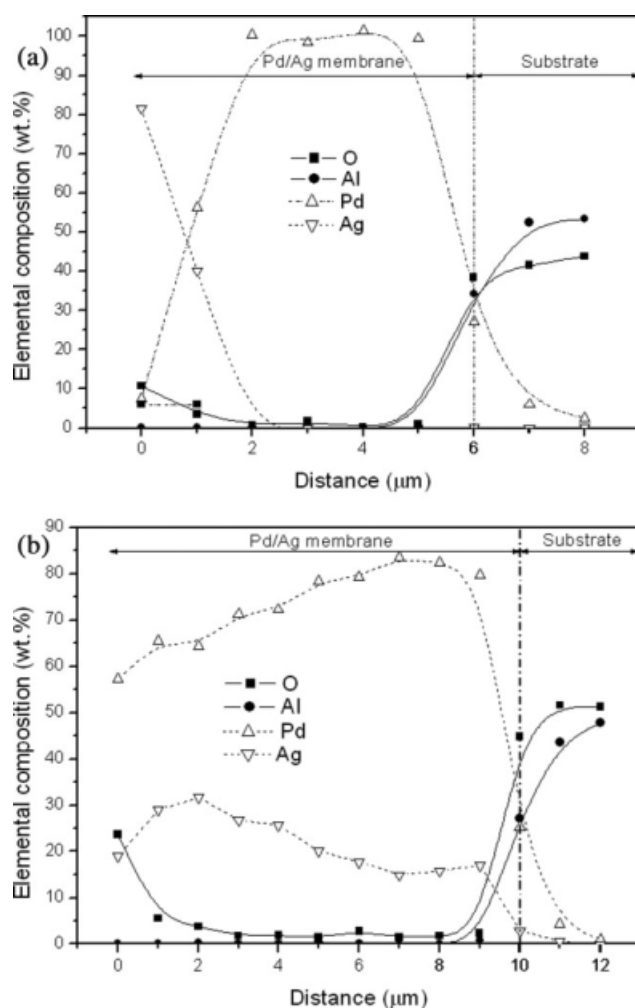 (a)
Pd/Ag membrane
Substrate
O
Al
Pd
Ag
Elemental composition (wt.%)
100
90
80
70
60
50
40
30
20
10
0
0 2 4 6 8
Distance (μm)
(b)
Pd/Ag membrane
Substrate
O
Al
Pd
Ag
Elemental composition (wt.%)
90
80
70
60
50
40
30
20
10
0
0 2 4 6 8 10 12
Distance (μm)